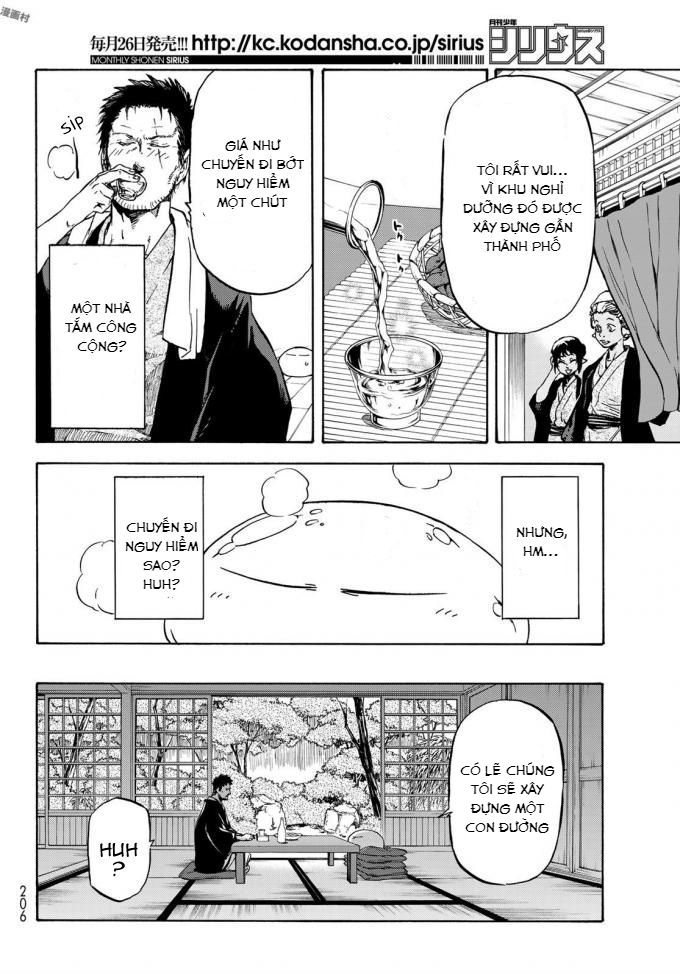 漫画村
毎月26日発売!!! http://kc.kodansha.co.jp/sirius
MONTHLY SHONEN SIRIUS
月刊少年
シリウス
TÔI RẤT VUI...
VÌ KHU NGHỈ
DƯỠNG ĐÓ ĐƯỢC
XÂY DỰNG GẦN
THÀNH PHỐ
トゥ
トゥ
GIÁ NHƯ
CHUYẾN ĐI BỚT
NGUY HIỂM
MỘT CHÚT
SIP
MỘT NHÀ
TẮM CÔNG
CỘNG?
NHƯNG,
HM...
CHUYẾN ĐI
NGUY HIỂM
SAO?
HUH?
CÓ LẼ CHÚNG
TÔI SẼ XÂY
DỰNG MỘT
CON ĐƯỜNG
HUH
?
206